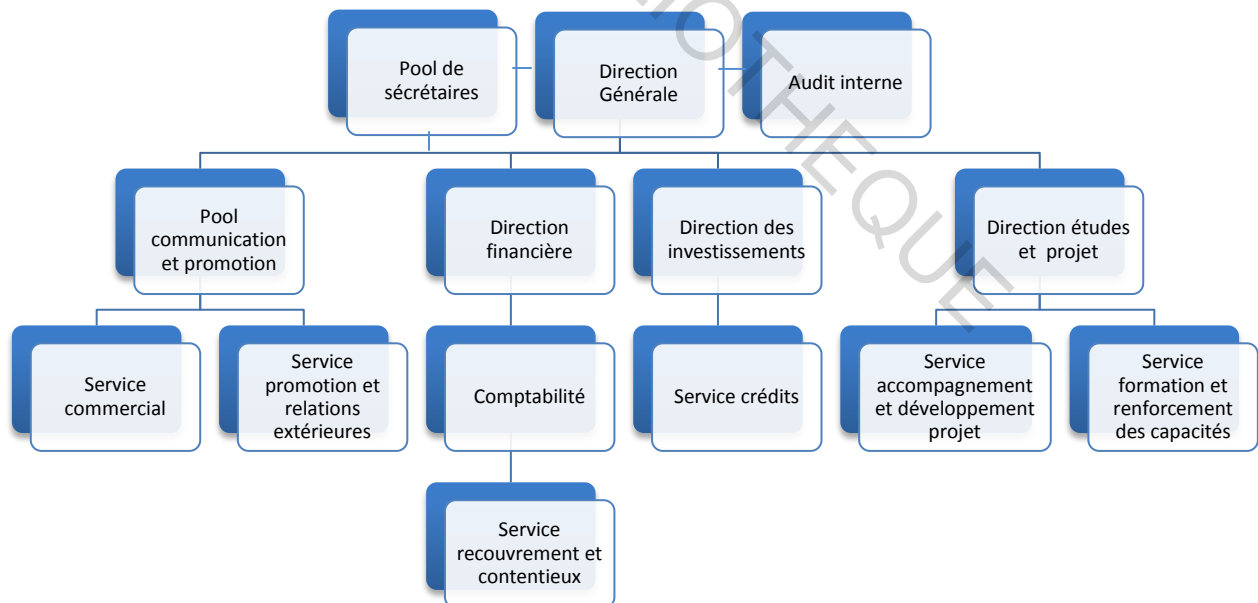 Pool de
sécrétaires
Direction
Générale
Audit interne
Pool
communication
et promotion
Direction
financière
Direction des
investissements
Direction études
et projet
Service
commercial
Service
promotion et
relations
extérieures
Comptabilité
Service crédits
Service
accompagnement
et développement
projet
Service
formation et
renforcement
des capacités
Service
recouvrement et
contentieux
IOTHEQUE